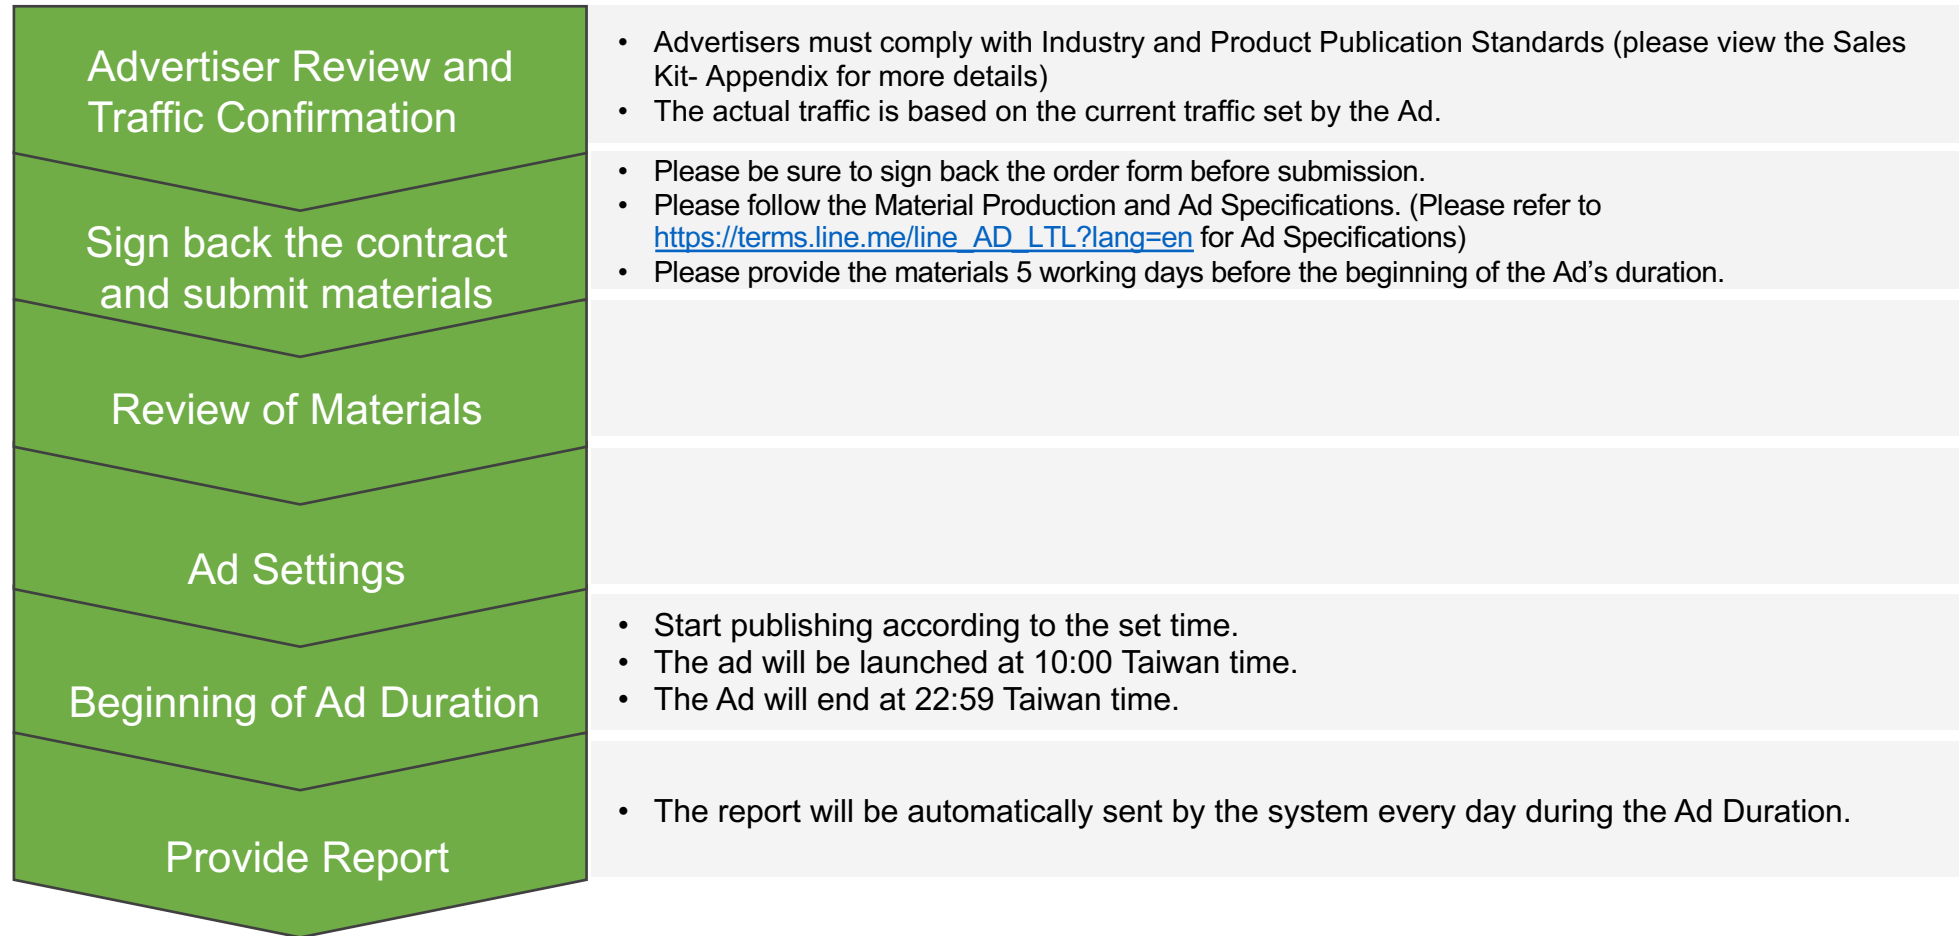 Advertiser Review and
Traffic Confirmation
• Advertisers must comply with Industry and Product Publication Standards (please view the Sales
Kit- Appendix for more details)
• The actual traffic is based on the current traffic set by the Ad.
Sign back the contract
and submit materials
• Please be sure to sign back the order form before submission.
• Please follow the Material Production and Ad Specifications. (Please refer to
https://terms.line.me/line_AD_LTL?lang=en for Ad Specifications)
• Please provide the materials 5 working days before the beginning of the Ad’s duration.
Review of Materials
Ad Settings
Beginning of Ad Duration
• Start publishing according to the set time.
• The ad will be launched at 10:00 Taiwan time.
• The Ad will end at 22:59 Taiwan time.
Provide Report
• The report will be automatically sent by the system every day during the Ad Duration.